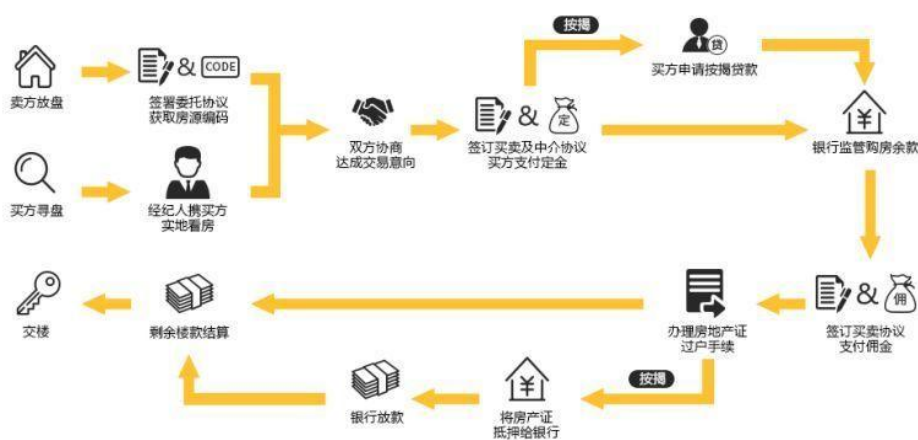 按揭
贷
买方申请按揭贷款
CODE
&
卖方放盘
签署委托协议
获取房源编码
双方协商
达成交易意向
&
定
签订买卖及中介协议
买方支付定金
¥
银行监管购房余款
买方寻盘
经纪人携买方
实地看房
交楼
剩余楼款结算
办理房地产证
过户手续
&
佣
签订买卖协议
支付佣金
按揭
银行放款
¥
将房产证
抵押给银行